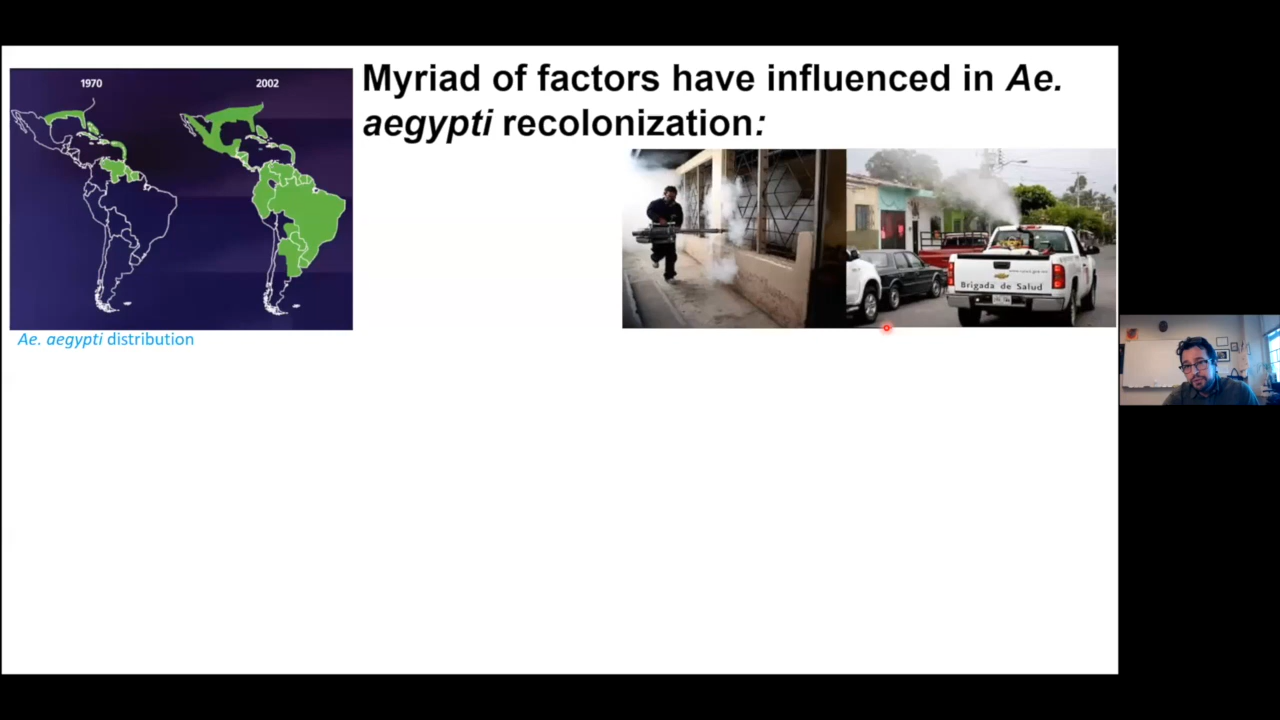 1970
2002
Myriad of factors have influenced in Ae.
aegypti recolonization:
Brigada de Salud
Ae. aegypti distribution